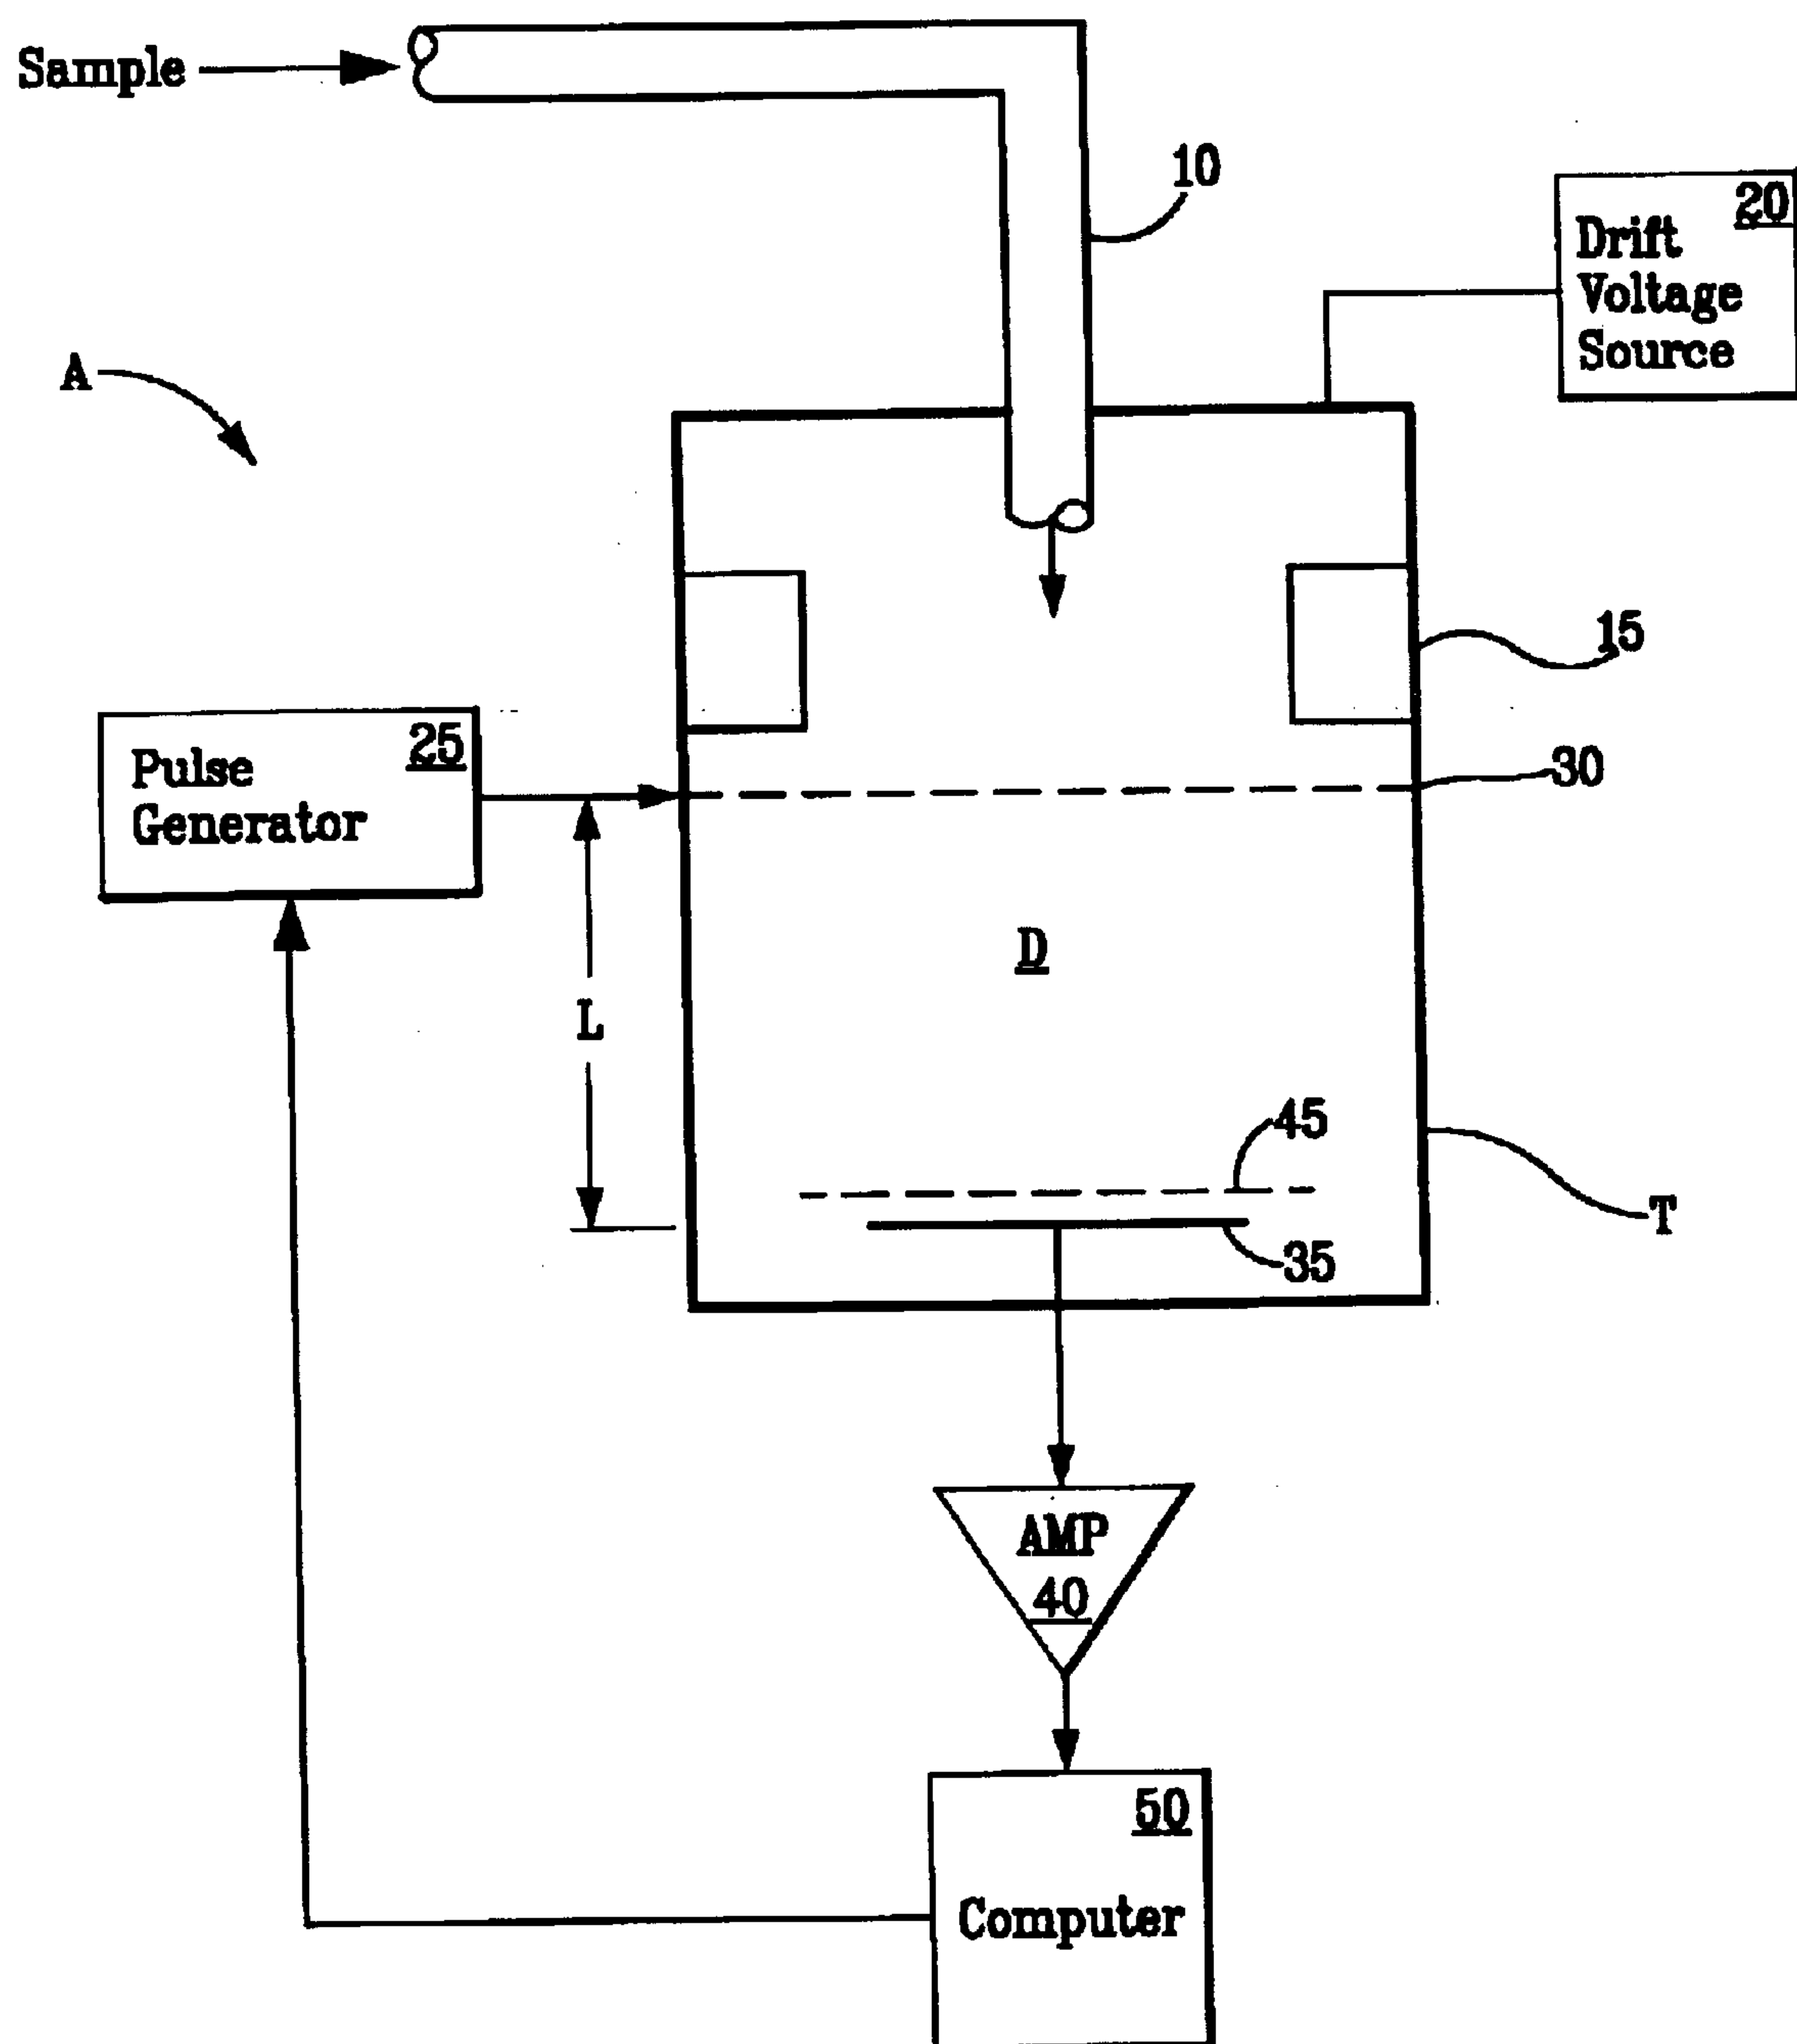 Sample
10
20
Drift
Voltage
Source
A
15
25
Pulse
Generator
30
D
L
45
T
35
AMP
40
50
Computer